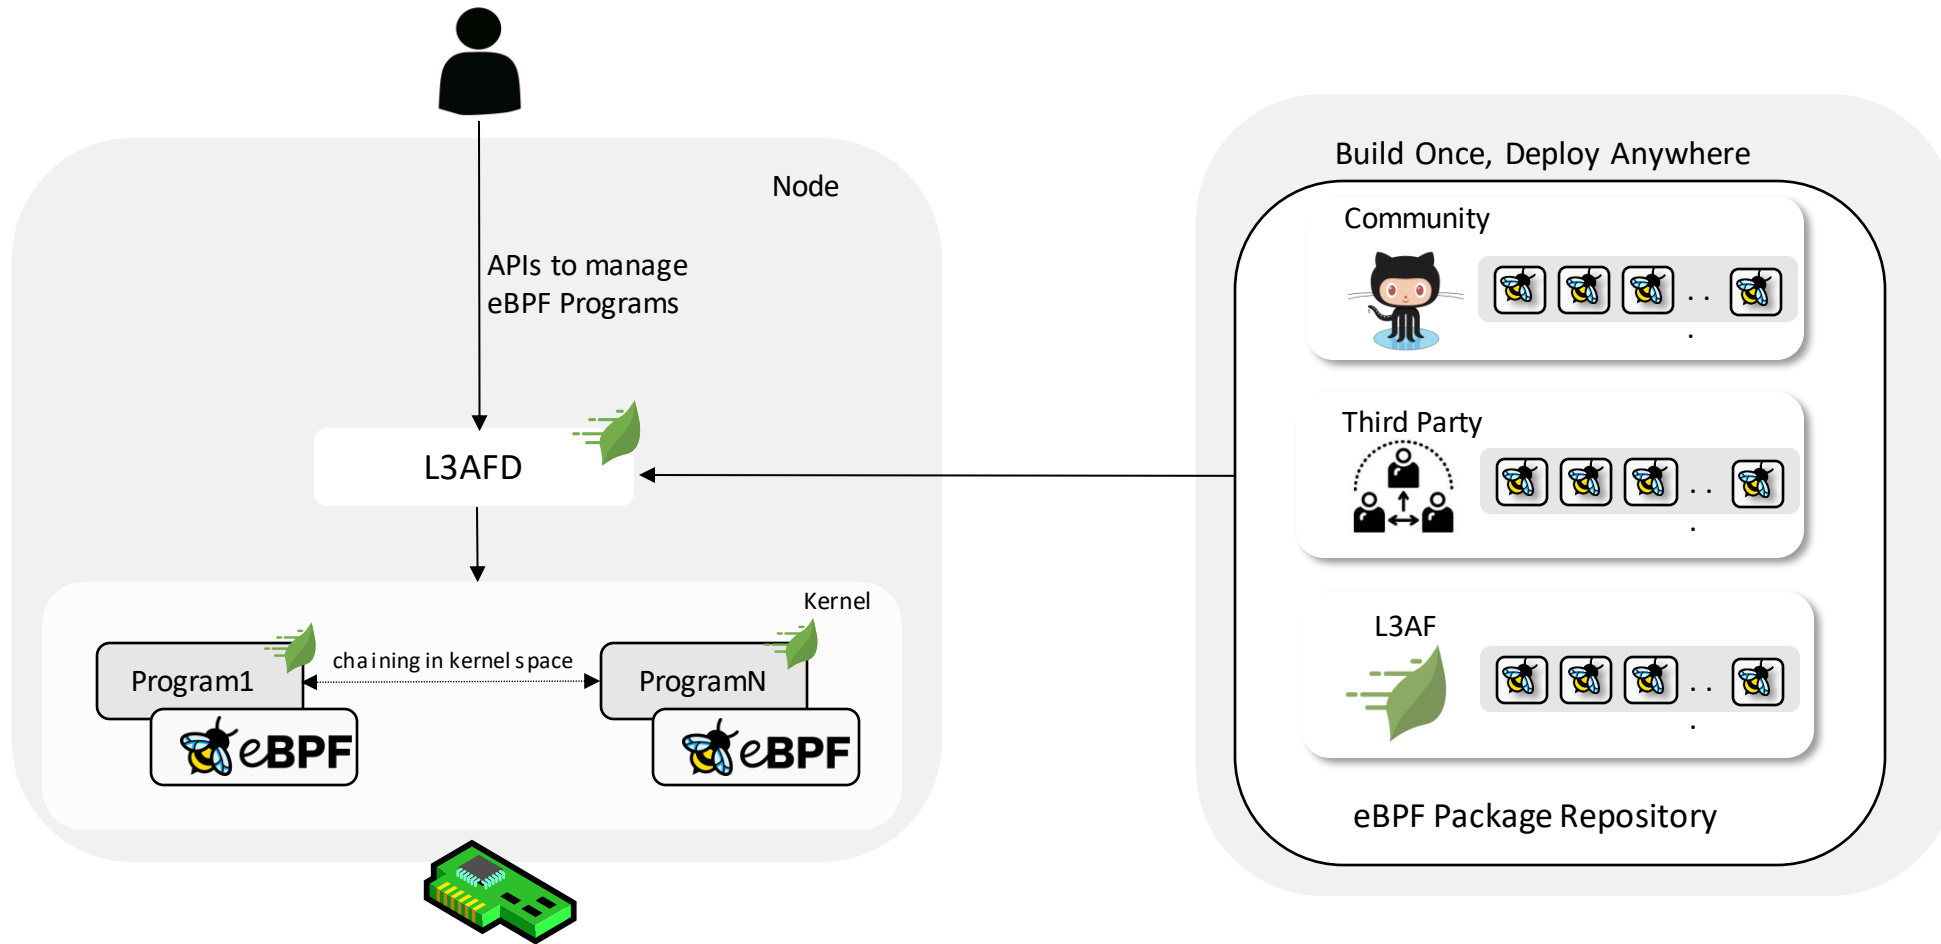 Node
APIs to manage
eBPF Programs
L3AFD
Kernel
Program1
chaining in kernel space
ProgramN
eBPF
eBPF
Build Once, Deploy Anywhere
Community
. .
.
Third Party
. .
.
L3AF
. .
.
eBPF Package Repository